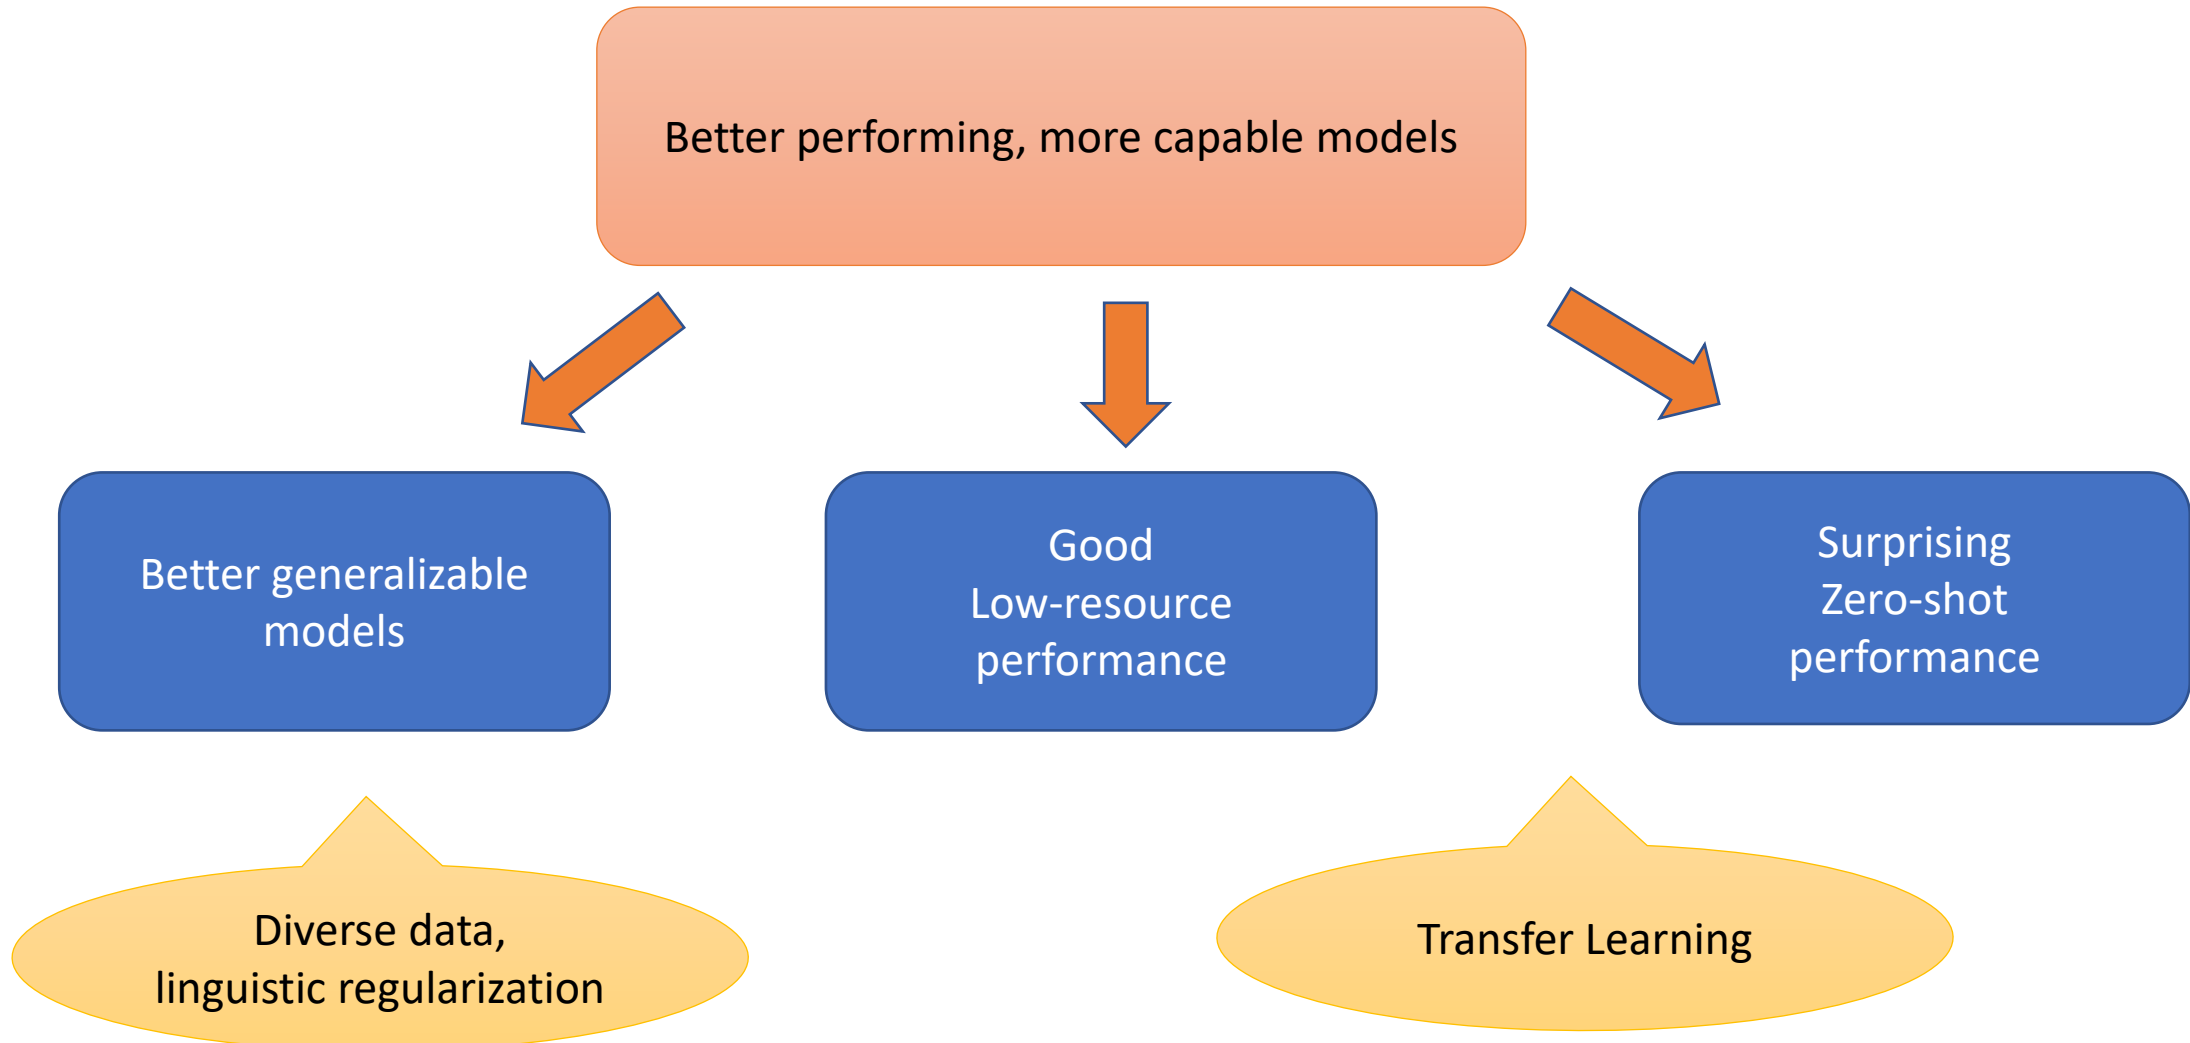 Better performing, more capable models
Better generalizable
models
Good
Low-resource
performance
Surprising
Zero-shot
performance
Diverse data,
linguistic regularization
Transfer Learning